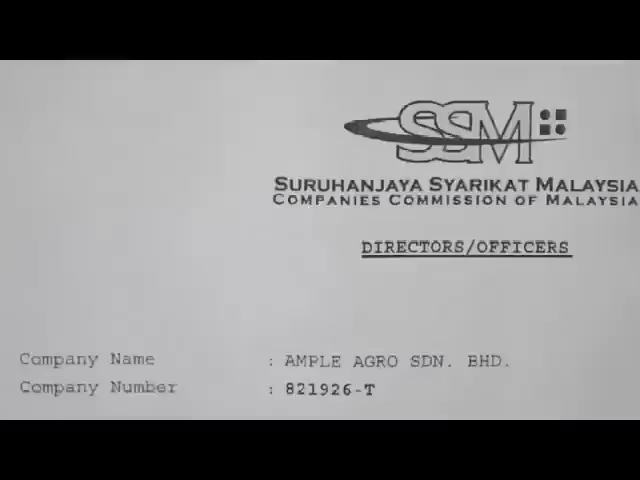 SSM
SURUHANJAYA SYARIKAT MALAYSIA
COMPANIES COMMISSION OF MALAYSIA
DIRECTORS/OFFICERS
Company Name : AMPLE AGRO SDN. BHD.
Company Number : 821926-T